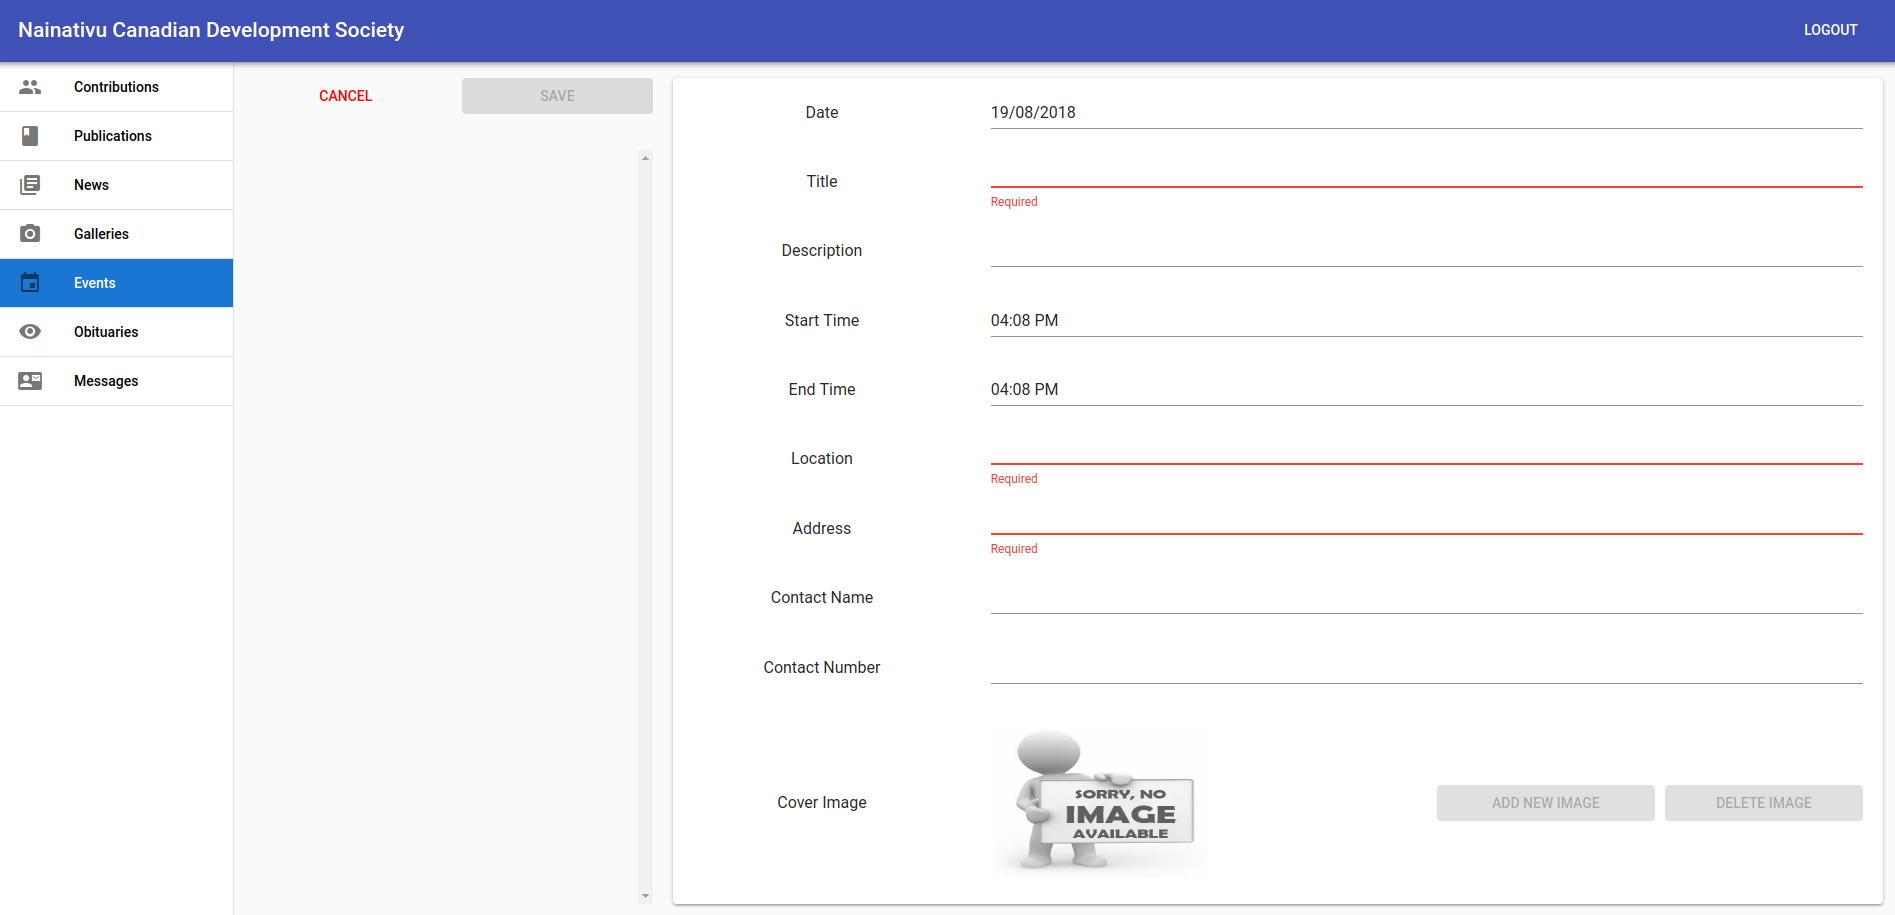 Nainativu Canadian Development Society
LOGOUT
Contributions
Publications
News
Galleries
Events
Obituaries
Messages
CANCEL
SAVE
Date
19/08/2018
Title
Required
Description
Start Time
04:08 PM
End Time
04:08 PM
Location
Required
Address
Required
Contact Name
Contact Number
Cover Image
SORRY, NO
IMAGE
AVAILABLE
ADD NEW IMAGE
DELETE IMAGE